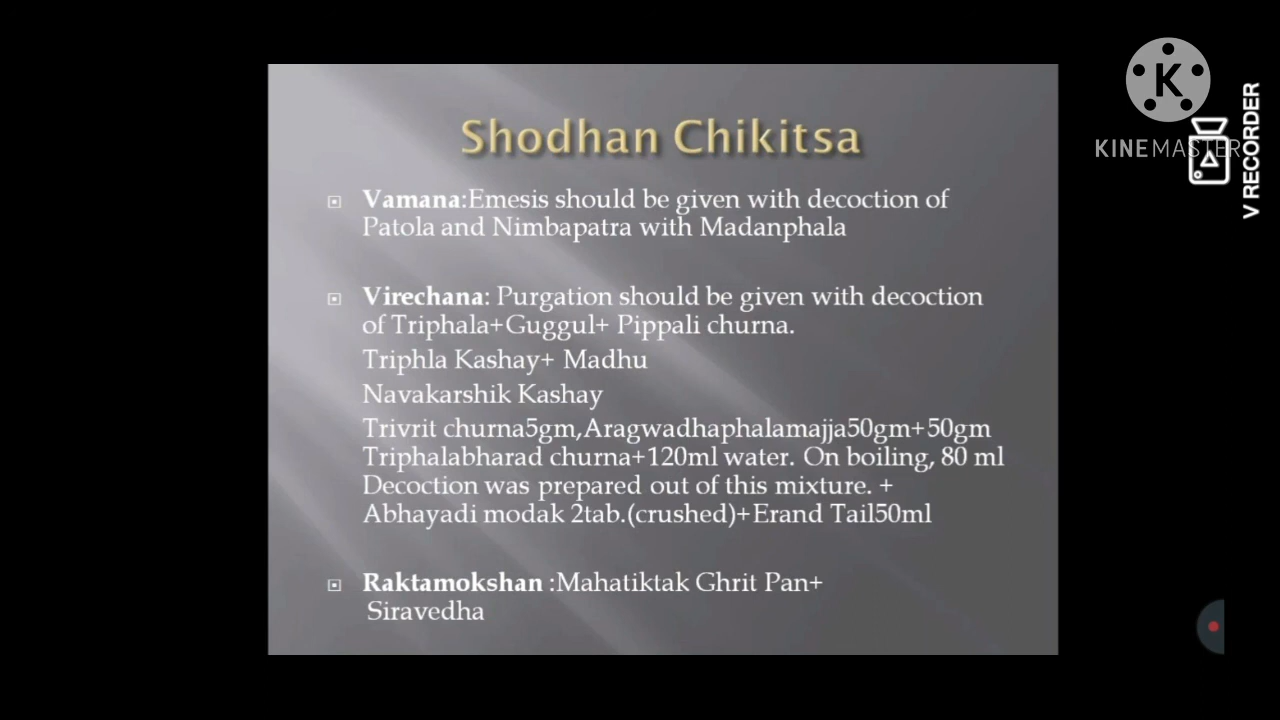 K
KINEMASTER
V RECORDER
Shodhan Chikitsa
Vamana:Emesis should be given with decoction of
Patola and Nimbapatra with Madanphala
Virechana: Purgation should be given with decoction
of Triphala+Guggul+ Pippali churna.
Triphla Kashay+ Madhu
Navakarshik Kashay
Trivrit churna5gm,Aragwadhaphalamajja50gm+50gm
Triphalabharad churna+120ml water. On boiling, 80 ml
Decoction was prepared out of this mixture. +
Abhayadi modak 2tab.(crushed)+Erand Tail50ml
Raktamokshan :Mahatiktak Ghrit Pan+
Siravedha